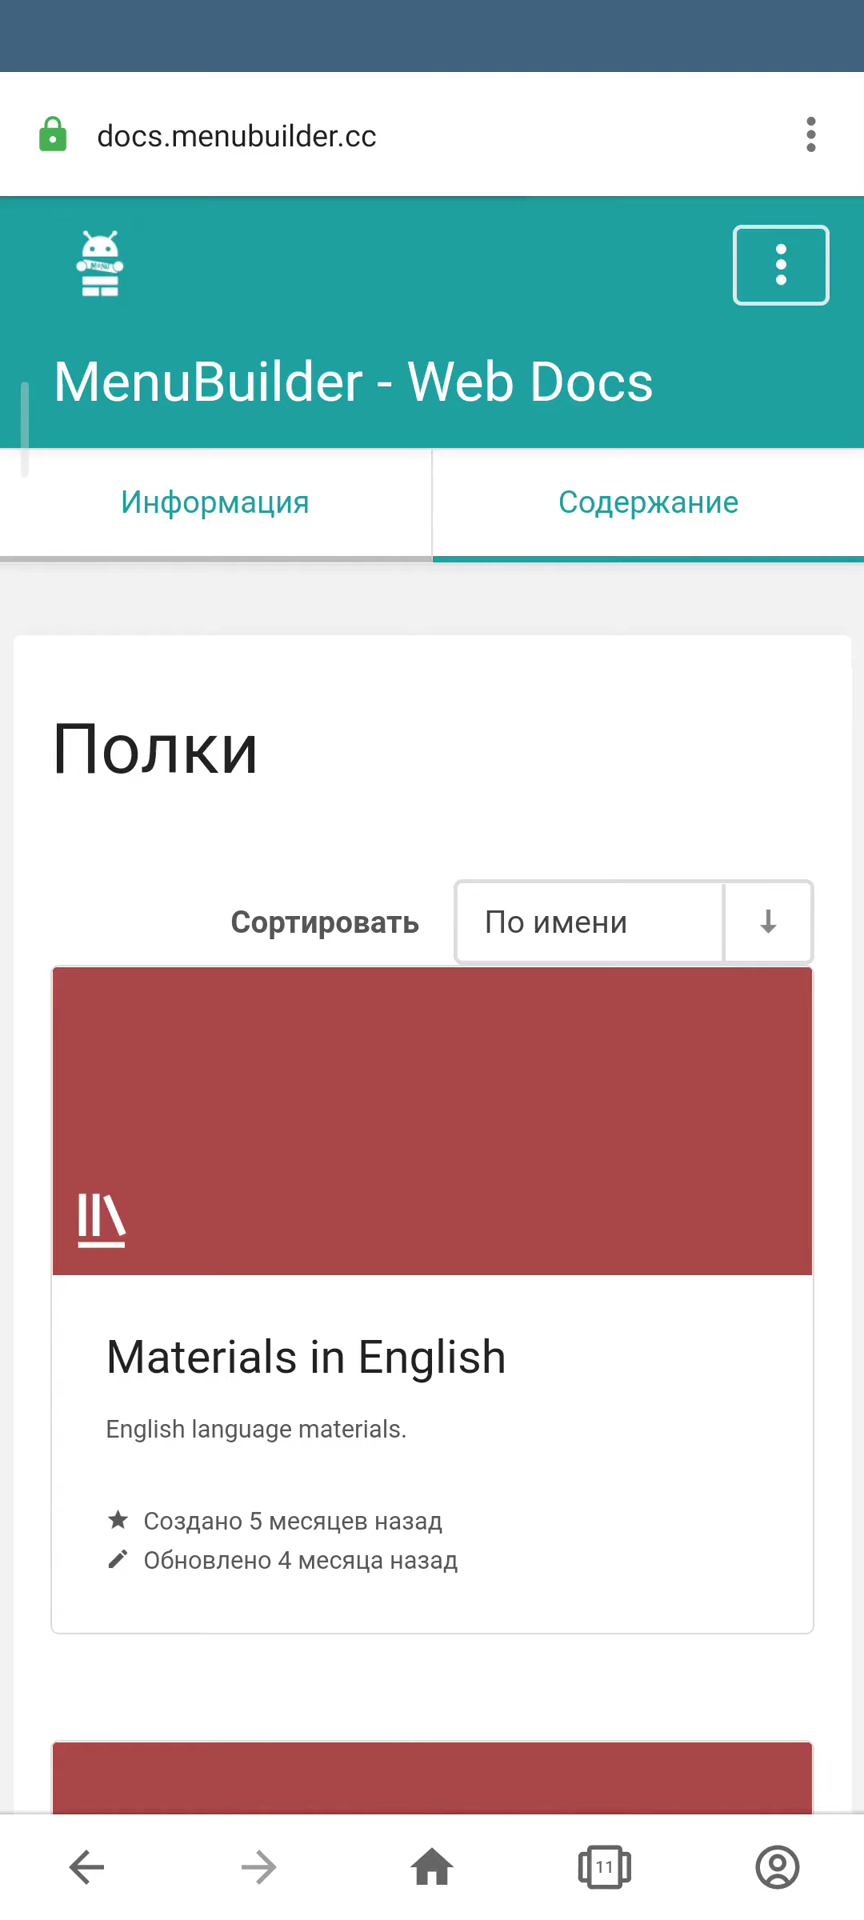 docs.menubuilder.cc
MENU
MenuBuilder - Web Docs
Информация
Содержание
Полки
Сортировать
По имени
Materials in English
English language materials.
Создано 5 месяцев назад
Обновлено 4 месяца назад
11